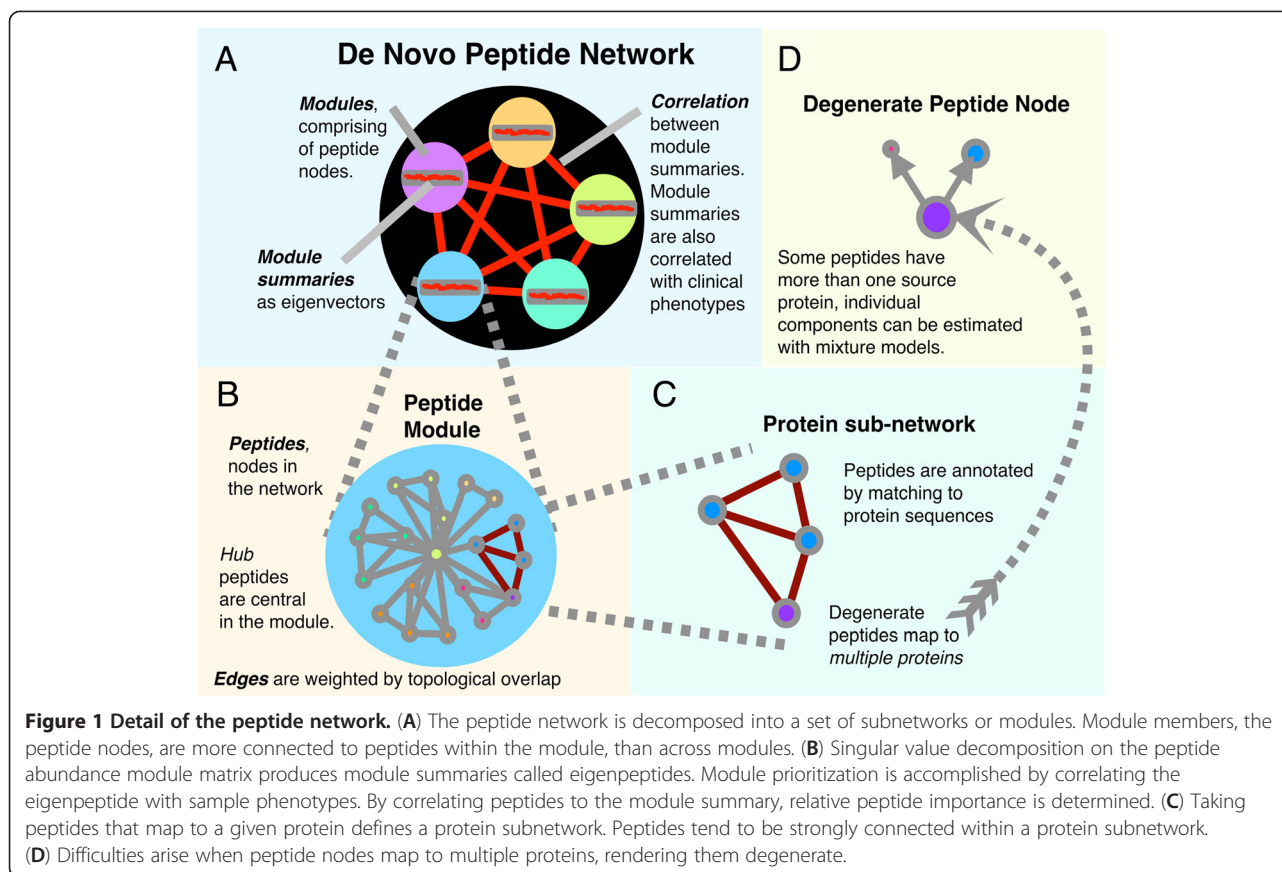 A
De Novo Peptide Network
Modules,
comprising
of peptide
nodes.
Module
summaries
as eigenvectors
Correlation
between
module
summaries.
Module
summaries
are also
correlated
with clinical
phenotypes
D
Degenerate Peptide Node
Some peptides have
more than one source
protein, individual
components can be estimated
with mixture models.
B
Peptide
Module
Peptides,
nodes in
the network
Hub
peptides
are central
in the module.
Edges are weighted by topological overlap
C
Protein sub-network
Peptides are annotated
by matching to
protein sequences
Degenerate
peptides map to
multiple proteins
Figure 1 Detail of the peptide network. (A) The peptide network is decomposed into a set of subnetworks or modules. Module members, the
peptide nodes, are more connected to peptides within the module, than across modules. (B) Singular value decomposition on the peptide
abundance module matrix produces module summaries called eigenpeptides. Module prioritization is accomplished by correlating the
eigenpeptide with sample phenotypes. By correlating peptides to the module summary, relative peptide importance is determined. (C) Taking
peptides that map to a given protein defines a protein subnetwork. Peptides tend to be strongly connected within a protein subnetwork.
(D) Difficulties arise when peptide nodes map to multiple proteins, rendering them degenerate.